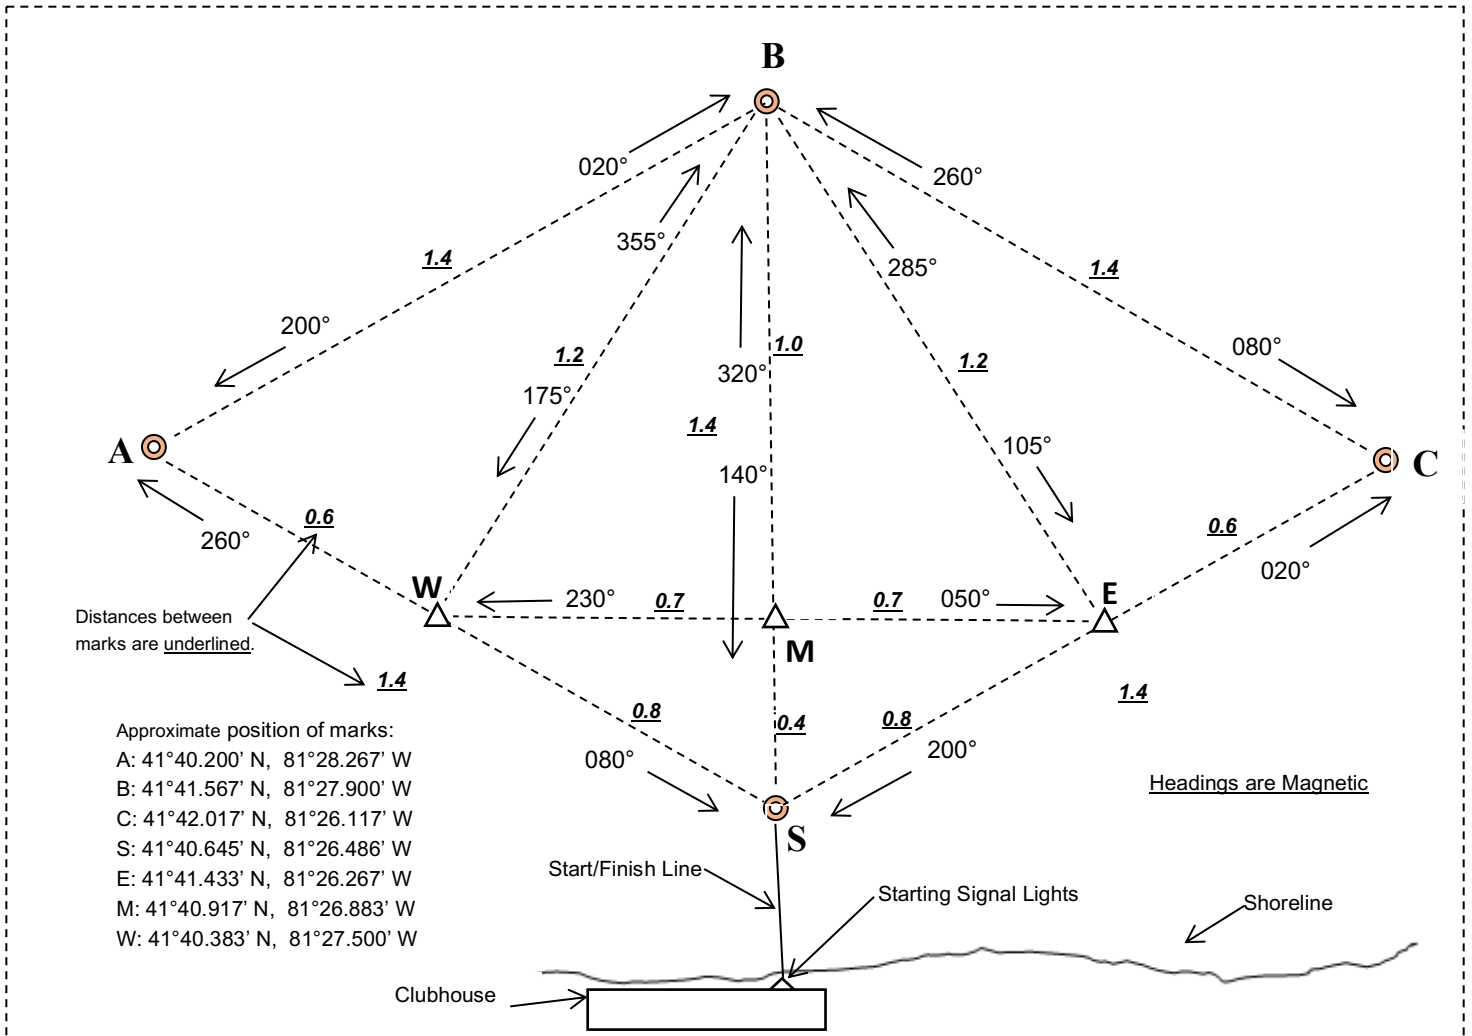 B
020°
260°
355°
285°
1.4
1.4
200°
1.0
080°
1.2
1.2
320°
175°
1.4
105°
140°
A
C
0.6
0.6
260°
020°
W
E
230°
0.7
0.7
050°
M
Distances between
marks are underlined.
1.4
1.4
0.8
0.4
0.8
080°
200°
Approximate position of marks:
A: 41°40.200’ N, 81°28.267’ W
B: 41°41.567’ N, 81°27.900’ W
C: 41°42.017’ N, 81°26.117’ W
S: 41°40.645’ N, 81°26.486’ W
E: 41°41.433’ N, 81°26.267’ W
M: 41°40.917’ N, 81°26.883’ W
W: 41°40.383’ N, 81°27.500’ W
Headings are Magnetic
S
Start/Finish Line
Starting Signal Lights
Shoreline
Clubhouse